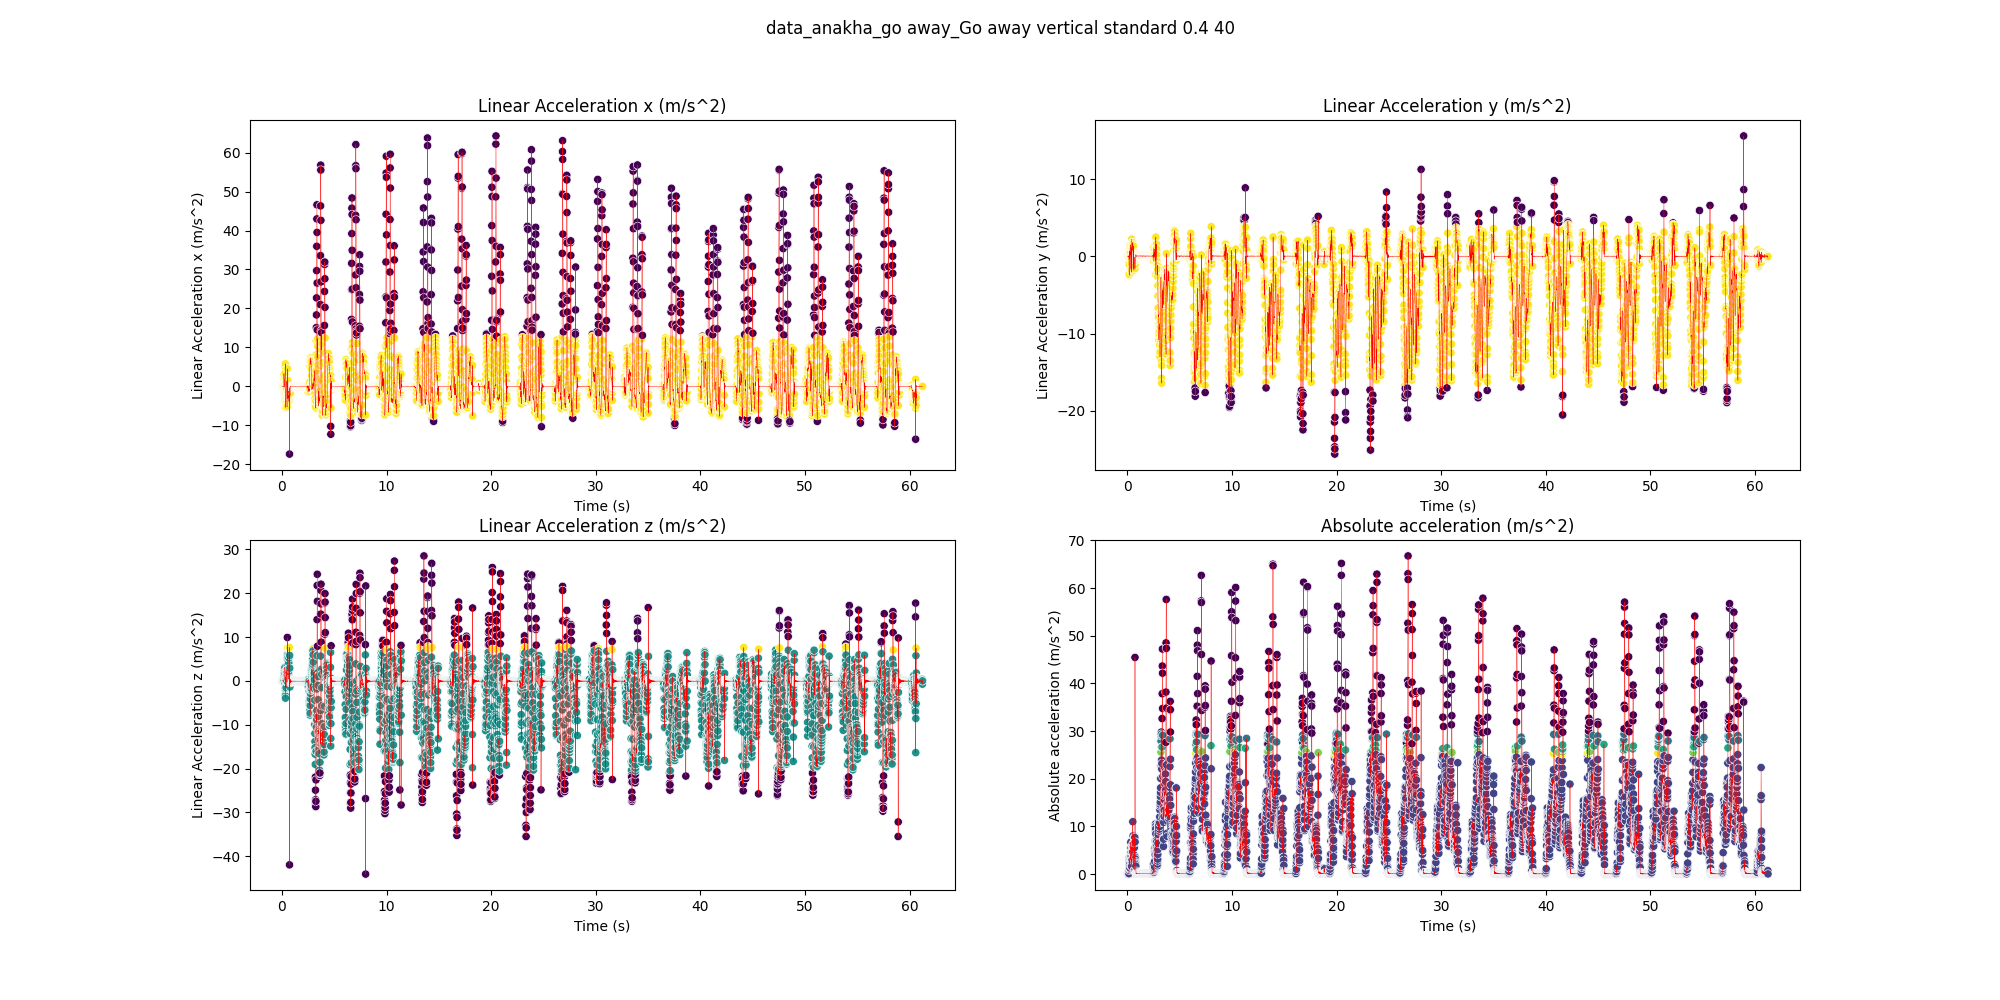 data_anakha_go away_Go away vertical standard 0.4 40
Linear Acceleration x (m/s^2)
Linear Acceleration x (m/s^2)
60
50
40
30
20
10
0
−10
−20
0 10 20 30 40 50 60
Time (s)
Linear Acceleration y (m/s^2)
Linear Acceleration y (m/s^2)
10
0
−10
−20
0 10 20 30 40 50 60
Time (s)
Linear Acceleration z (m/s^2)
Linear Acceleration z (m/s^2)
30
20
10
0
−10
−20
−30
−40
0 10 20 30 40 50 60
Time (s)
Absolute acceleration (m/s^2)
Absolute acceleration (m/s^2)
70
60
50
40
30
20
10
0
0 10 20 30 40 50 60
Time (s)